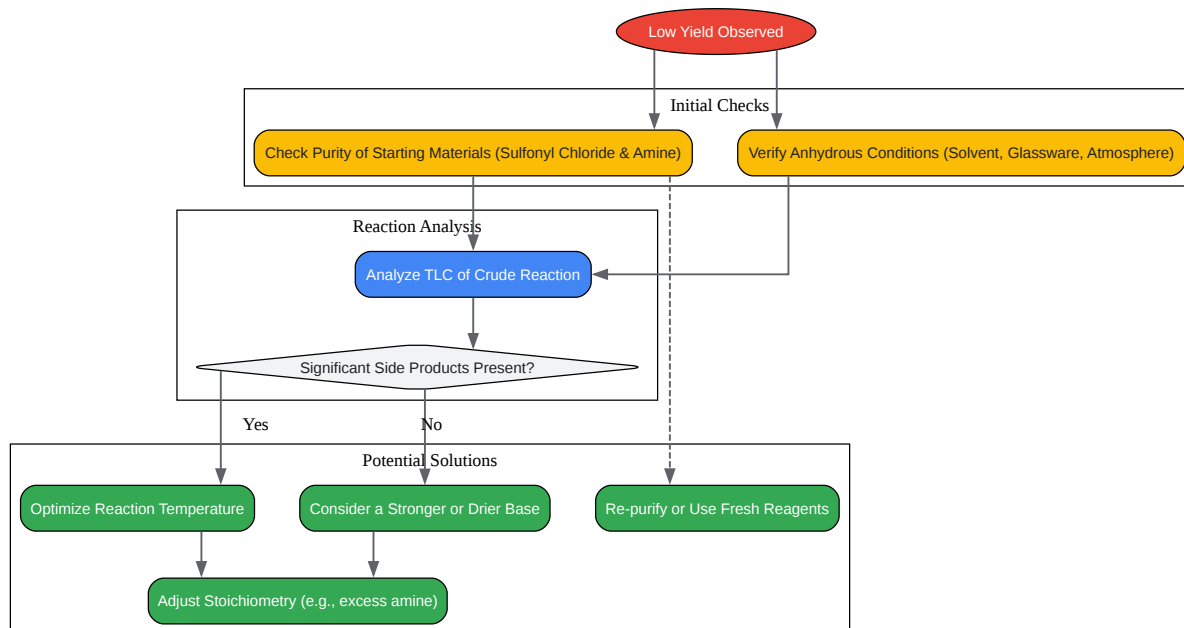 Low Yield Observed
Initial Checks
Check Purity of Starting Materials (Sulfonyl Chloride & Amine)
Verify Anhydrous Conditions (Solvent, Glassware, Atmosphere)
Reaction Analysis
Analyze TLC of Crude Reaction
Significant Side Products Present?
Yes
No
Potential Solutions
Optimize Reaction Temperature
Consider a Stronger or Drier Base
Re-purify or Use Fresh Reagents
Adjust Stoichiometry (e.g., excess amine)